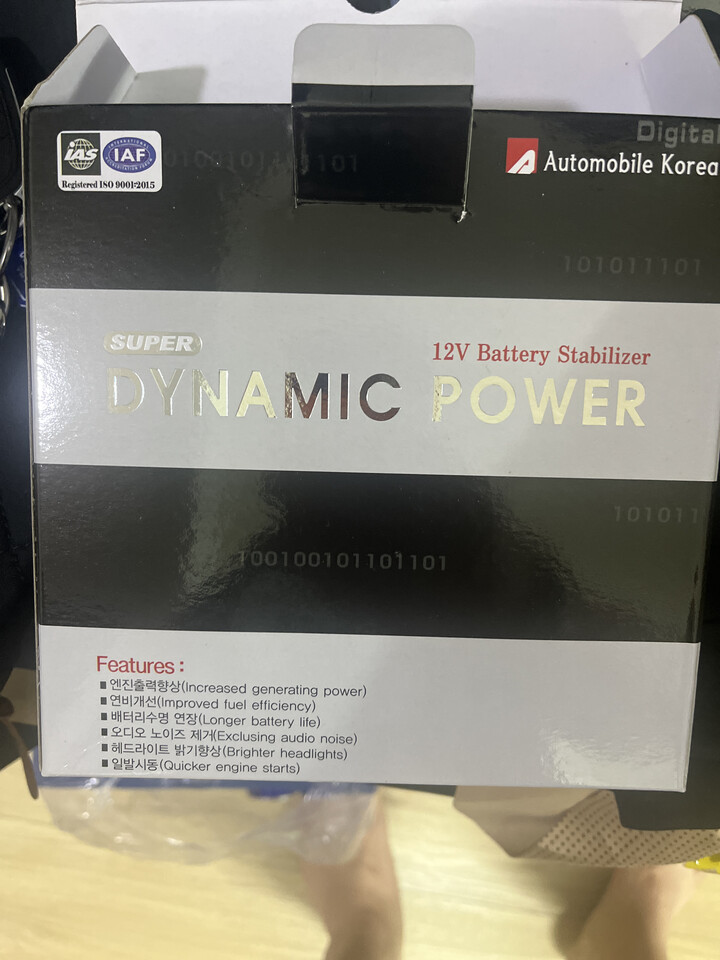 Digital
IAS
INTERNATIONAL ACCREDITATION FORUM
IAF
Registered ISO 9001:2015
Automobile Korea
101011101
SUPER
12V Battery Stabilizer
DYNAMIC POWER
101011
100100101101101
Features :
엔진출력향상(Increased generating power)
연비개선(Improved fuel efficiency)
배터리수명 연장(Longer battery life)
오디오 노이즈 제거(Exclusing audio noise)
헤드라이트 밝기향상(Brighter headlights)
일발시동(Quicker engine starts)